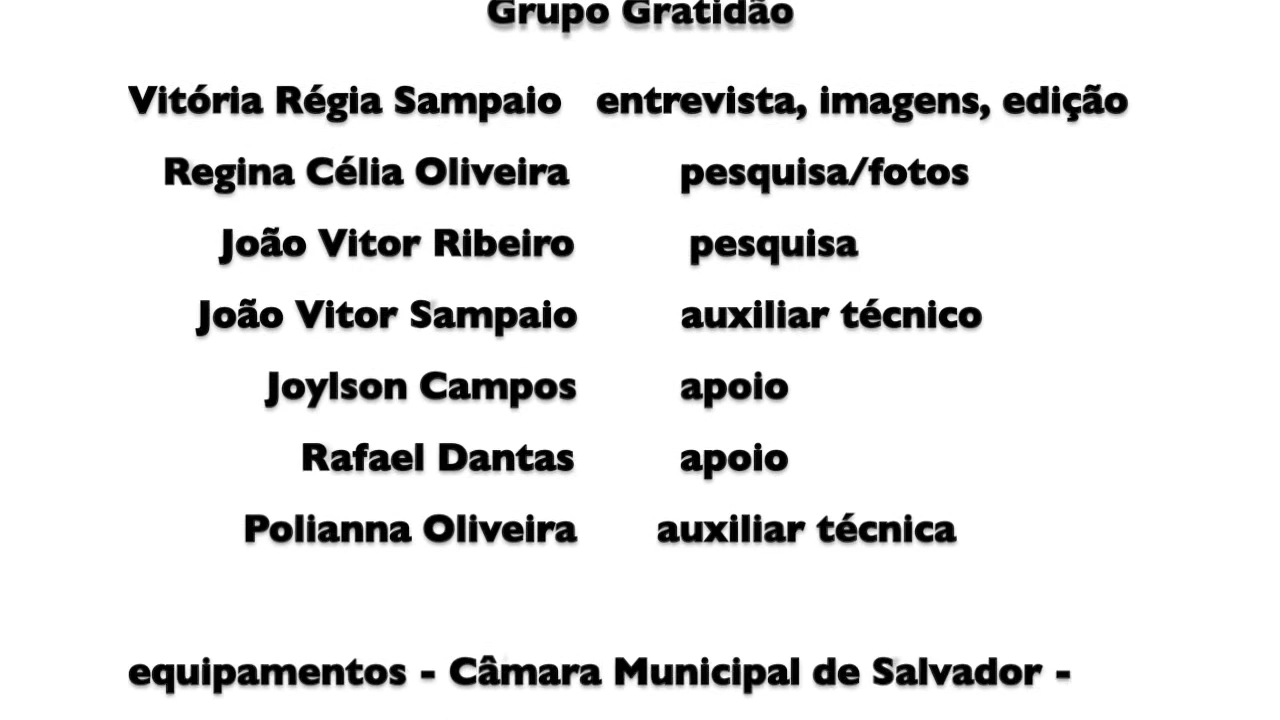 Grupo Gratidão
Vitória Régia Sampaio entrevista, imagens, edição
Regina Célia Oliveira pesquisa/fotos
João Vitor Ribeiro pesquisa
João Vitor Sampaio auxiliar técnico
Joylson Campos apoio
Rafael Dantas apoio
Polianna Oliveira auxiliar técnica
equipamentos - Câmara Municipal de Salvador -